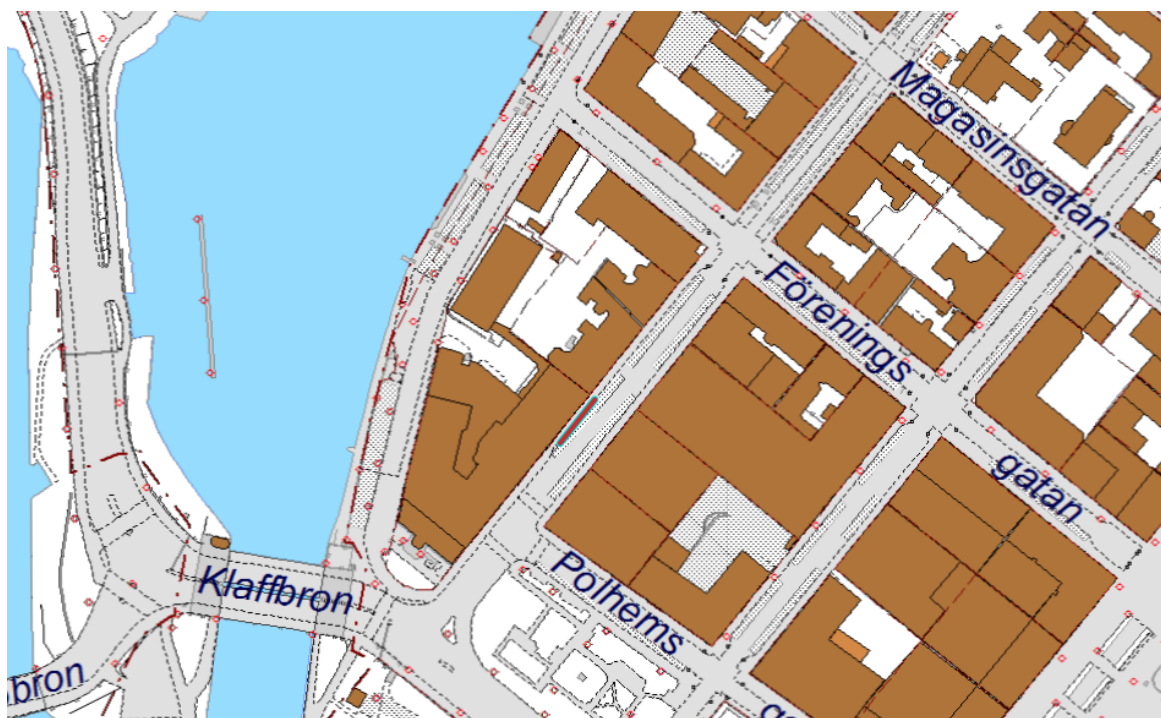 Magasinsgatan
Förenings
gatan
Polhems
Klaffbron
bron